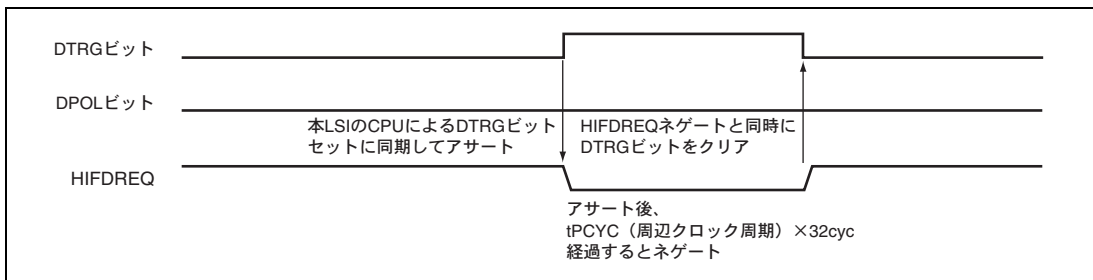 DTRGビット
DPOLビット
本LSIのCPUによるDTRGビット
セットに同期してアサート
HIFDREQネゲートと同時に
DTRGビットをクリア
HIFDREQ
アサート後、
tPCYC（周辺クロック周期）×32cyc
経過するとネゲート